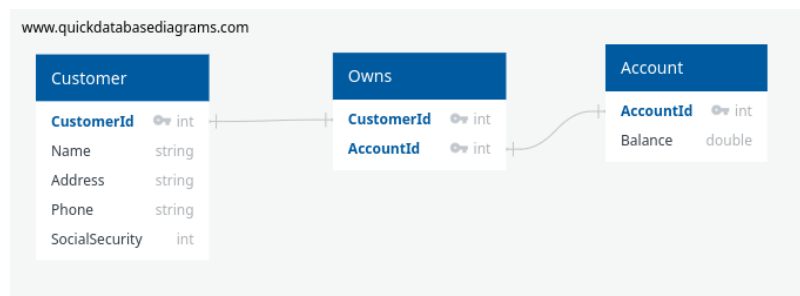 www.quickdatabasediagrams.com
Customer
CustomerId int
Name string
Address string
Phone string
SocialSecurity int
Owns
CustomerId int
AccountId int
Account
AccountId int
Balance double